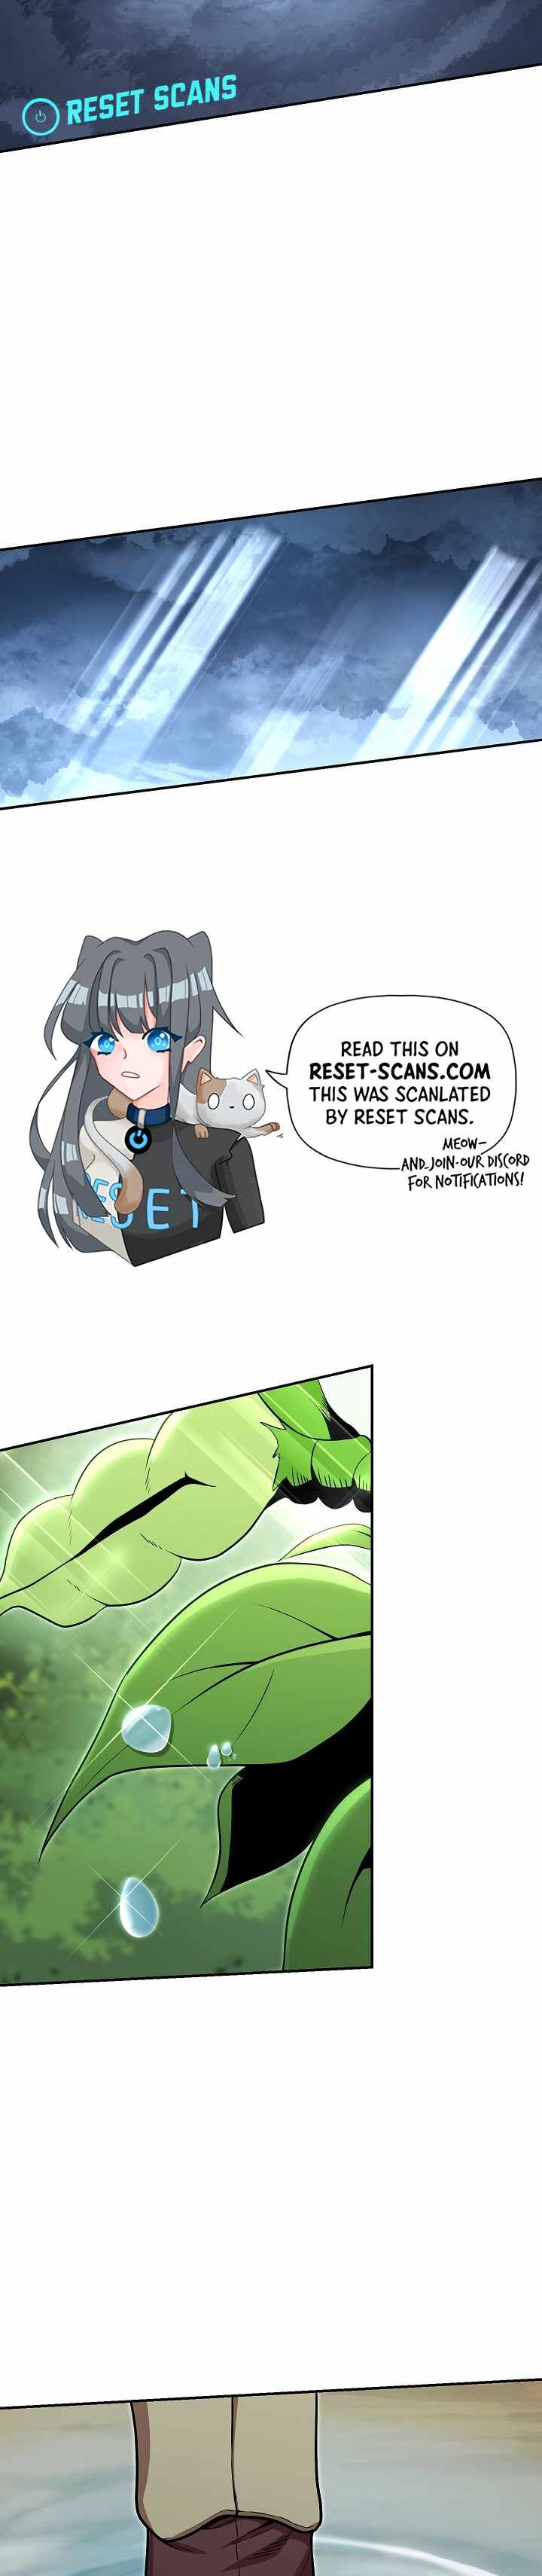 RESET SCANS
READ THIS ON
RESET-SCANS.COM
THIS WAS SCANLATED
BY RESET SCANS.
MEOW-
AND JOIN OUR DISCORD
FOR NOTIFICATIONS!
RESET